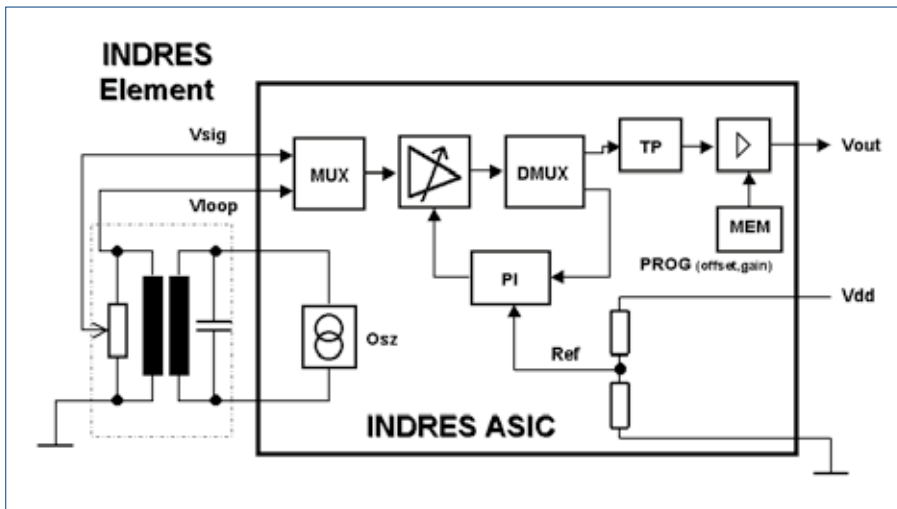 INDRES
Element
Vsig
MUX
DMUX
TP
Vout
Vloop
MEM
PROG (offset,gain)
PI
Vdd
Osz
Ref
INDRES ASIC